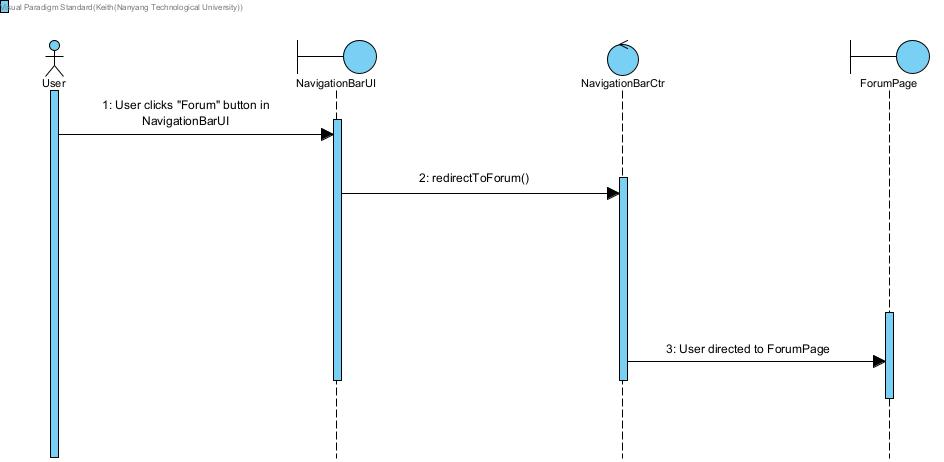 Visual Paradigm Standard(Keith(Nanyang Technological University))
User
NavigationBarUI
NavigationBarCtr
ForumPage
1: User clicks "Forum" button in
NavigationBarUI
2: redirectToForum()
3: User directed to ForumPage